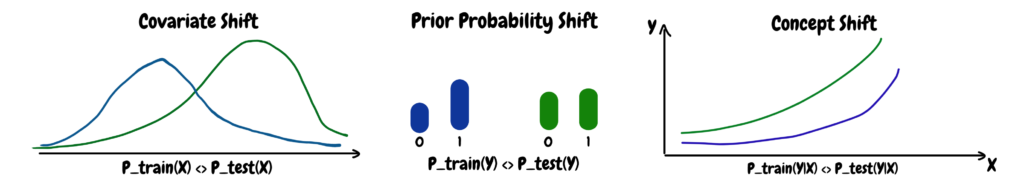 Covariate Shift
P_train(X) <> P_test(X)
Prior Probability Shift
0 1 0 1
P_train(Y) <> P_test(Y)
Concept Shift
Y
X
P_train(Y|X) <> P_test(Y|X)